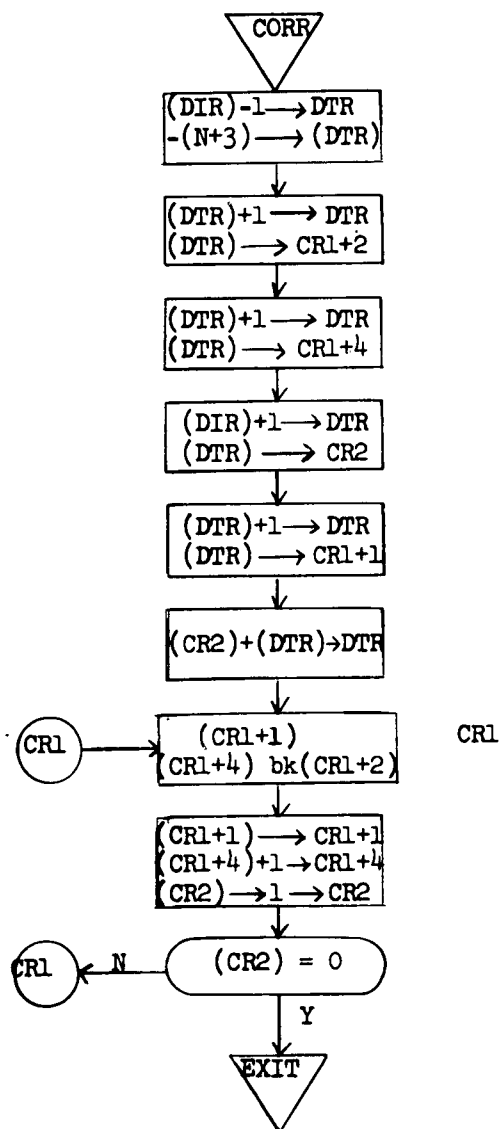 CORR
(DIR)-1⟶DTR
-(N+3)⟶(DTR)
(DTR)+1⟶DTR
(DTR)⟶CR1+2
(DTR)+1⟶DTR
(DTR)⟶CR1+4
(DIR)+1⟶DTR
(DTR)⟶CR2
(DTR)+1⟶DTR
(DTR)⟶CR1+1
(CR2)+(DTR)→DTR
CR1
(CR1+1)
(CR1+4) bk(CR1+2)
CR1
(CR1+1)⟶CR1+1
(CR1+4)+1→CR1+4
(CR2)→1→CR2
(CR2) = 0
N
CR1
Y
EXIT